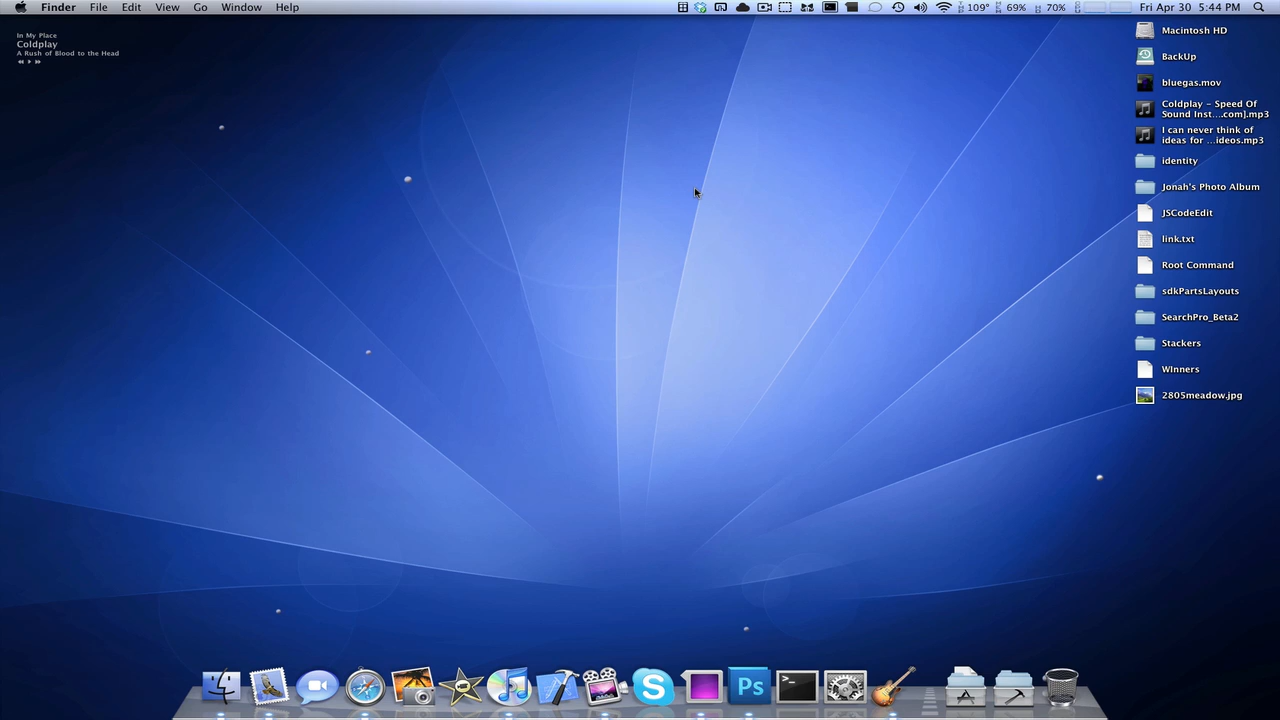 Finder File Edit View Go Window Help 109° 69% 70% Fri Apr 30 5:44 PM
In My Place
Coldplay
A Rush of Blood to the Head
Macintosh HD
BackUp
bluegas.mov
Coldplay – Speed Of
Sound Inst...com].mp3
I can never think of
ideas for ...ideos.mp3
identity
Jonah's Photo Album
JSCodeEdit
link.txt
Root Command
sdkPartsLayouts
SearchPro_Beta2
Stackers
Winners
2805meadow.jpg
S Ps >_